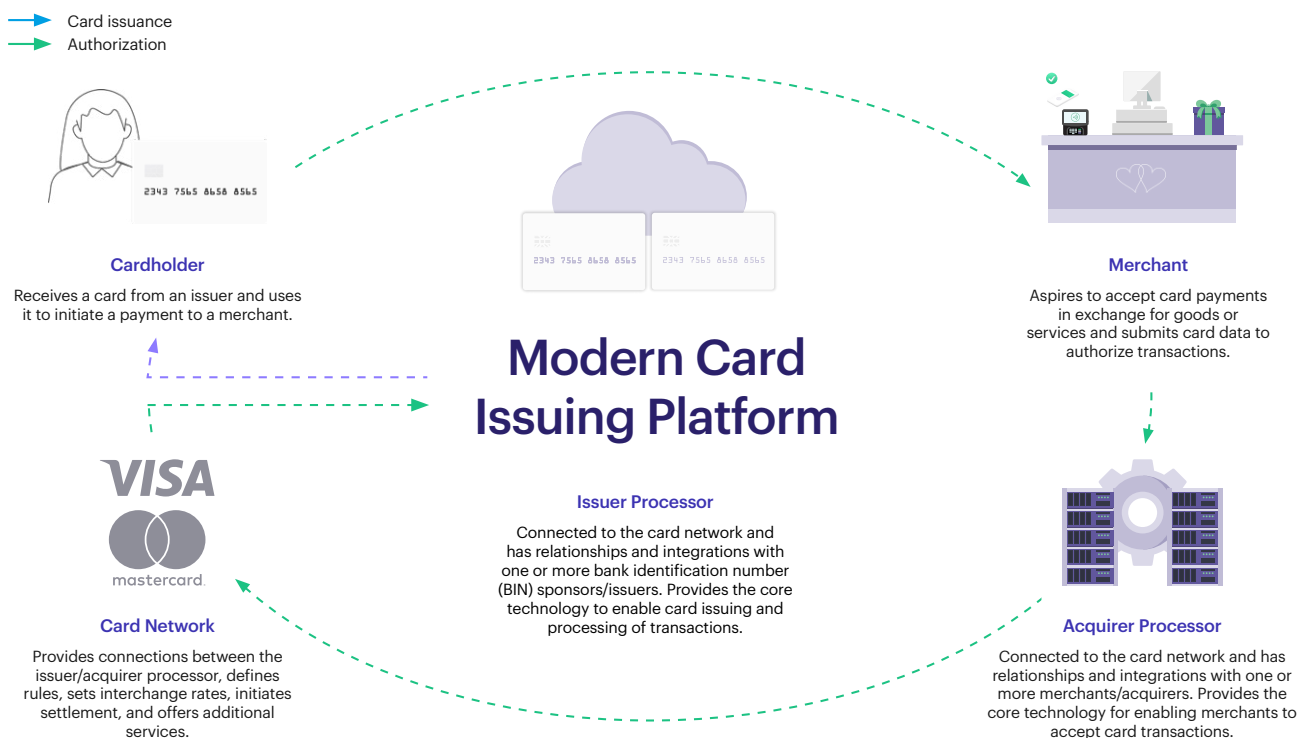 Card issuance
Authorization
2343 7565 8658 8565
Cardholder
Receives a card from an issuer and uses
it to initiate a payment to a merchant.
2343 7565 8658 8565
2343 7565 8658 8565
Modern Card
Issuing Platform
Issuer Processor
Connected to the card network and
has relationships and integrations with
one or more bank identification number
(BIN) sponsors/issuers. Provides the core
technology to enable card issuing and
processing of transactions.
Merchant
Aspires to accept card payments
in exchange for goods or
services and submits card data to
authorize transactions.
VISA
mastercard.
Card Network
Provides connections between the
issuer/acquirer processor, defines
rules, sets interchange rates, initiates
settlement, and offers additional
services.
Acquirer Processor
Connected to the card network and has
relationships and integrations with one or
more merchants/acquirers. Provides the
core technology for enabling merchants to
accept card transactions.